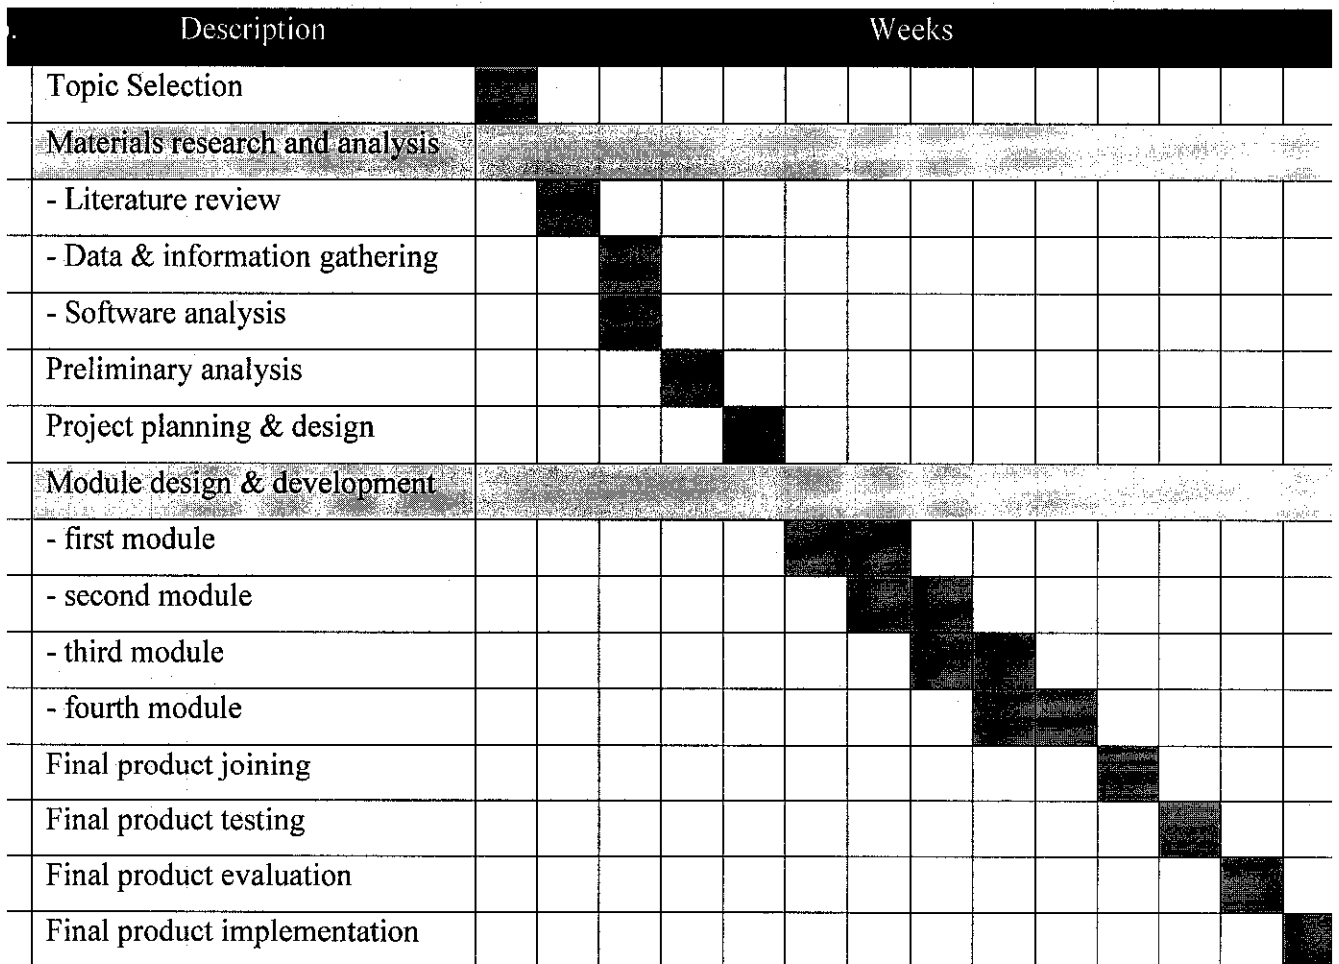 Description Weeks
Topic Selection
Materials research and analysis
- Literature review
- Data & information gathering
- Software analysis
Preliminary analysis
Project planning & design
Module design & development
- first module
- second module
- third module
- fourth module
Final product joining
Final product testing
Final product evaluation
Final product implementation